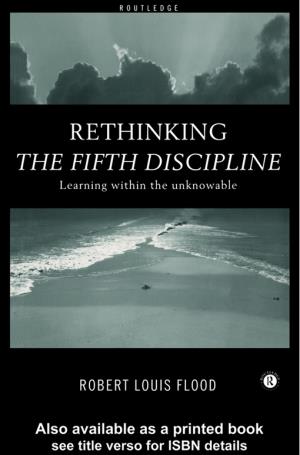 ROUTLEDGE
RETHINKING
THE FIFTH DISCIPLINE
Learning within the unknowable
ROBERT LOUIS FLOOD
R
Also available as a printed book
see title verso for ISBN details